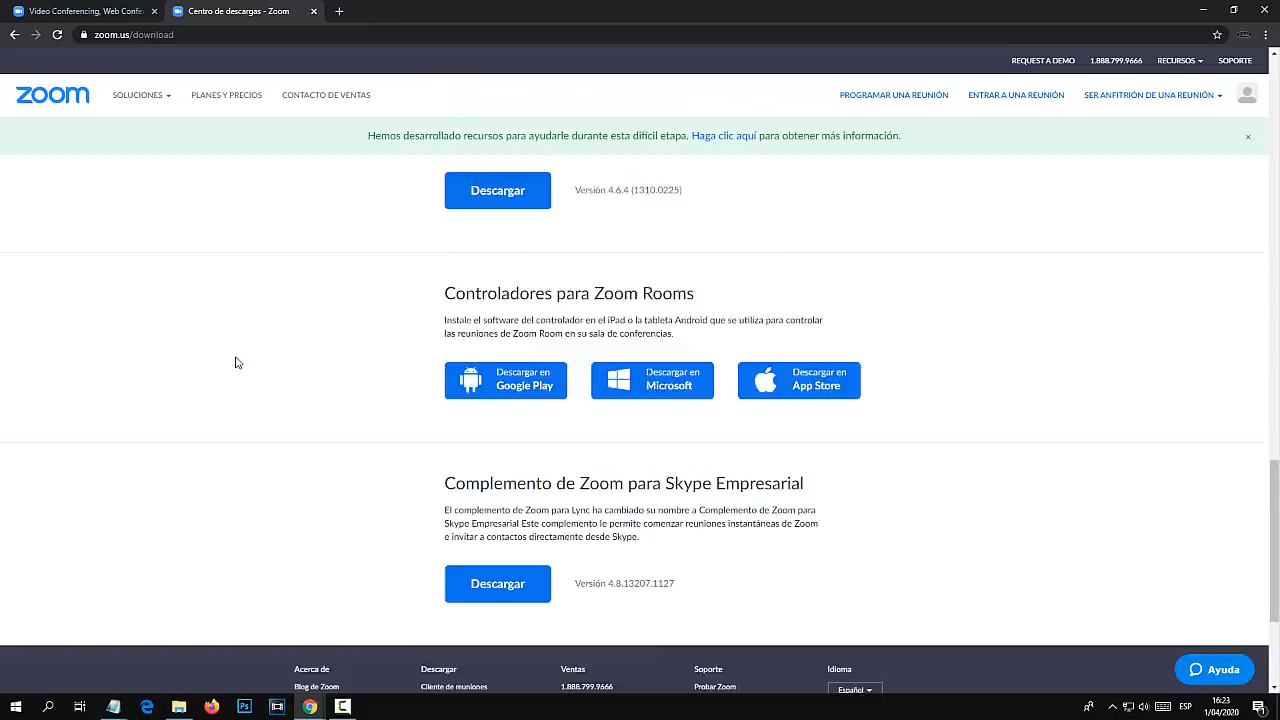 Video Conferencing, Web Confe
Centro de descargas - Zoom
zoom.us/download
REQUEST A DEMO
1.888.799.9666
RECURSOS
SOPORTE
zoom
SOLUCIONES
PLANES Y PRECIOS
CONTACTO DE VENTAS
PROGRAMAR UNA REUNIÓN
ENTRAR A UNA REUNIÓN
SER ANFITRIÓN DE UNA REUNIÓN
Hemos desarrollado recursos para ayudarle durante esta difícil etapa. Haga clic aquí para obtener más información.
Descargar
Versión 4.6.4 (1310.0225)
Controladores para Zoom Rooms
Instale el software del controlador en el iPad o la tableta Android que se utiliza para controlar
las reuniones de Zoom Room en su sala de conferencias.
Descargar en
Google Play
Descargar en
Microsoft
Descargar en
App Store
Complemento de Zoom para Skype Empresarial
El complemento de Zoom para Lync ha cambiado su nombre a Complemento de Zoom para
Skype Empresarial Este complemento le permite comenzar reuniones instantáneas de Zoom
e invitar a contactos directamente desde Skype.
Descargar
Versión 4.8.13207.1127
Acerca de
Descargar
Ventas
Soporte
Idioma
Blog de Zoom
Cliente de reuniones
1.888.799.9666
Probar Zoom
Español
Ayuda
Ps
ESP
16:23
1/04/2020